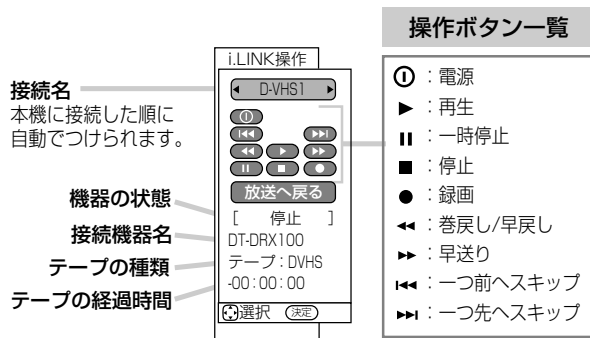 操作ボタン一覧
i.LINK操作
接続名
本機に接続した順に
自動でつけられます。
D-VHS1
放送へ戻る
機器の状態
[ 停止 ]
接続機器名
DT-DRX100
テープの種類
テープ：DVHS
テープの経過時間
-00：00：00
選択 決定
：電源
：再生
：一時停止
：停止
：録画
：巻戻し/早戻し
：早送り
：一つ前へスキップ
：一つ先へスキップ